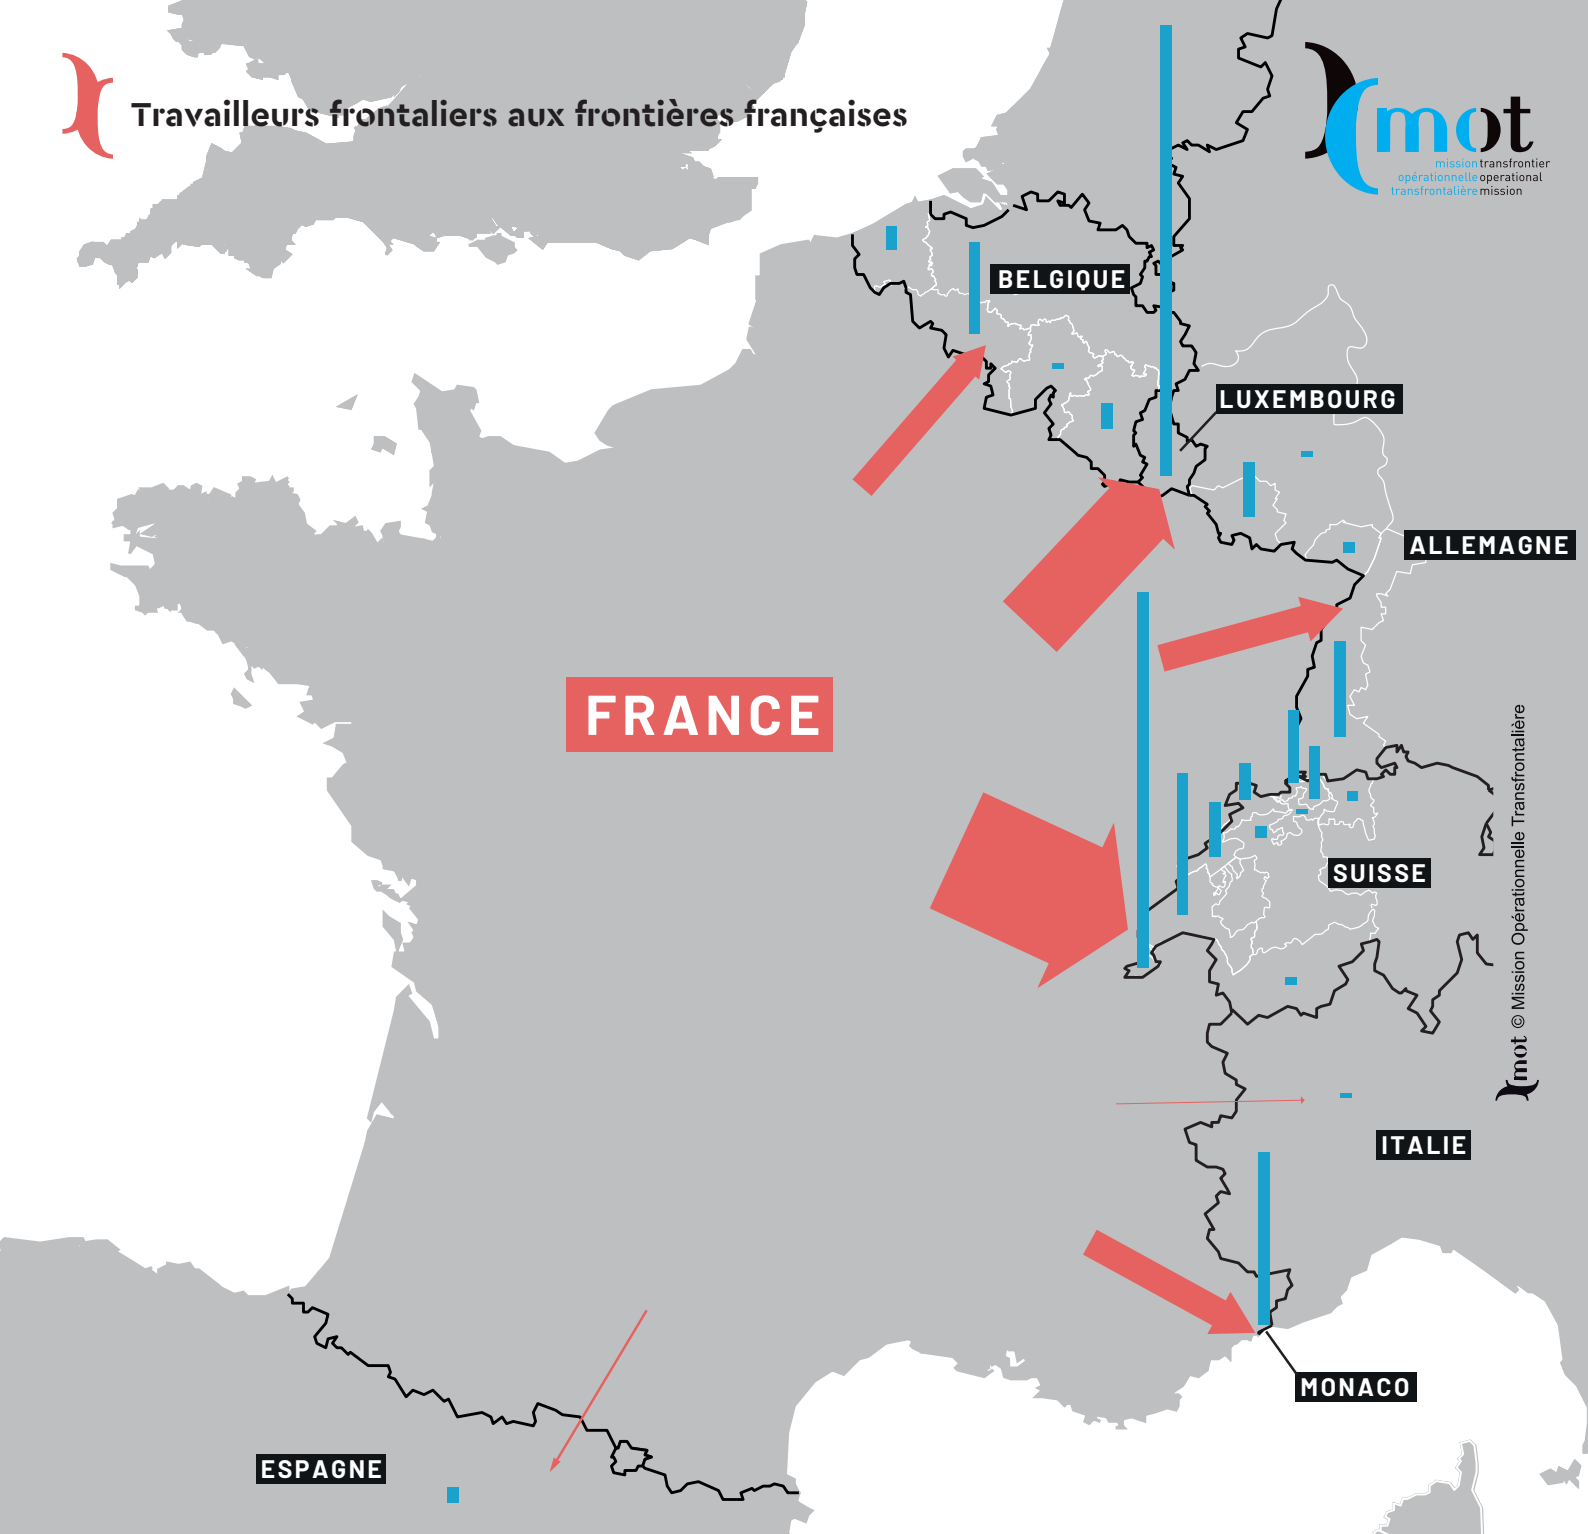 Travailleurs frontaliers aux frontières françaises
mot
mission transfrontier
opérationnelle operational
transfrontalière mission
BELGIQUE
LUXEMBOURG
ALLEMAGNE
FRANCE
SUISSE
ITALIE
MONACO
ESPAGNE
mot © Mission Opérationnelle Transfrontalière